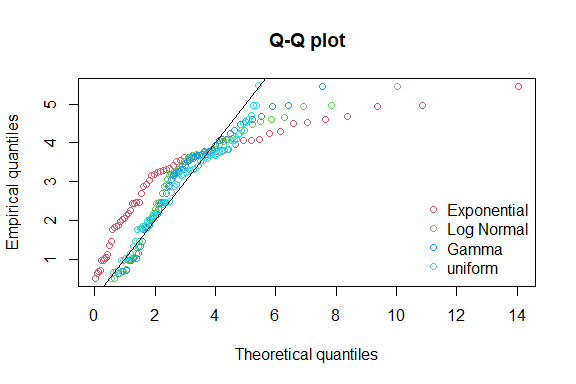 Q-Q plot
Empirical quantiles
5
4
3
2
1
Exponential
Log Normal
Gamma
uniform
0 2 4 6 8 10 12 14
Theoretical quantiles